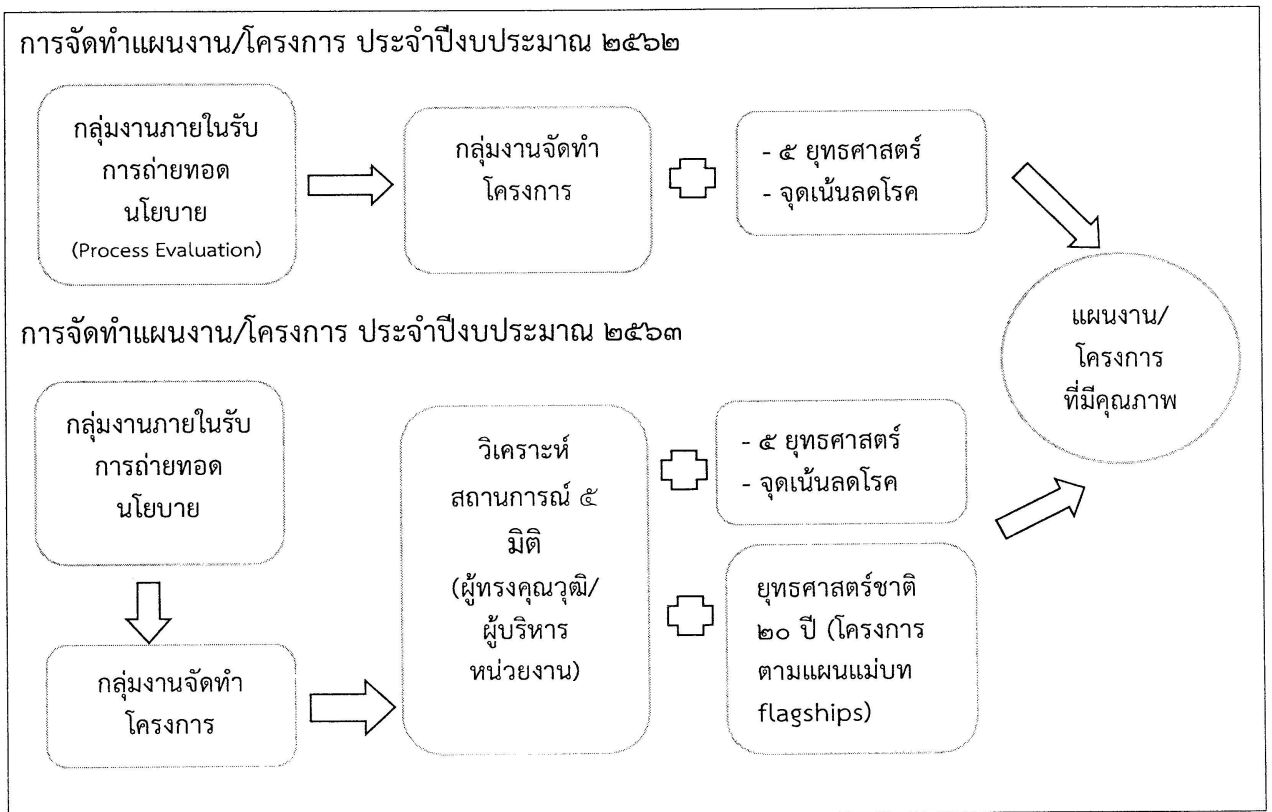 การจัดทำแผนงาน/โครงการ ประจำปีงบประมาณ ๒๕๖๒
กลุ่มงานภายในรับ
การถ่ายทอด
นโยบาย
(Process Evaluation)
กลุ่มงานจัดทำ
โครงการ
- ๕ ยุทธศาสตร์
- จุดเน้นลดโรค
แผนงาน/
โครงการ
ที่มีคุณภาพ
การจัดทำแผนงาน/โครงการ ประจำปีงบประมาณ ๒๕๖๓
กลุ่มงานภายในรับ
การถ่ายทอด
นโยบาย
กลุ่มงานจัดทำ
โครงการ
วิเคราะห์
สถานการณ์ ๕
มิติ
(ผู้ทรงคุณวุฒิ/
ผู้บริหาร
หน่วยงาน)
- ๕ ยุทธศาสตร์
- จุดเน้นลดโรค
ยุทธศาสตร์ชาติ
๒๐ ปี (โครงการ
ตามแผนแม่บท
flagships)